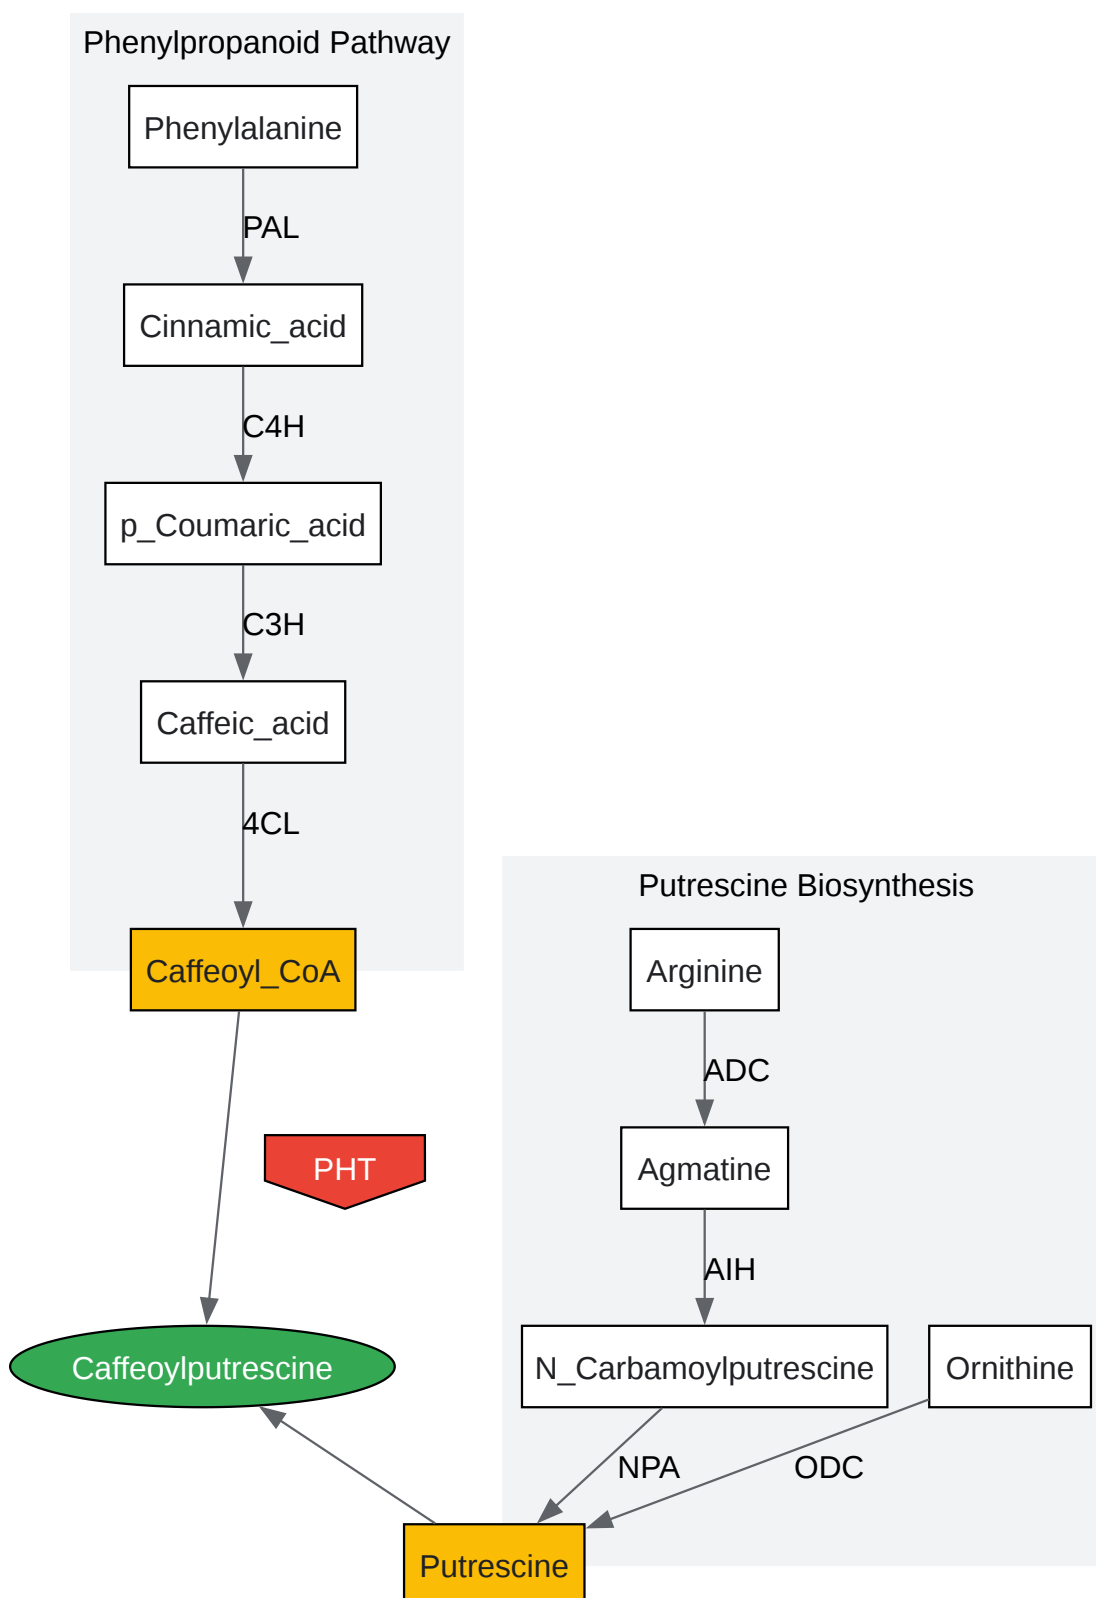 Phenylpropanoid Pathway
Phenylalanine
PAL
Cinnamic_acid
C4H
p_Coumaric_acid
C3H
Caffeic_acid
4CL
Caffeoyl_CoA
PHT
Caffeoylputrescine
Putrescine Biosynthesis
Arginine
ADC
Agmatine
AIH
N_Carbamoylputrescine
Ornithine
NPA
ODC
Putrescine